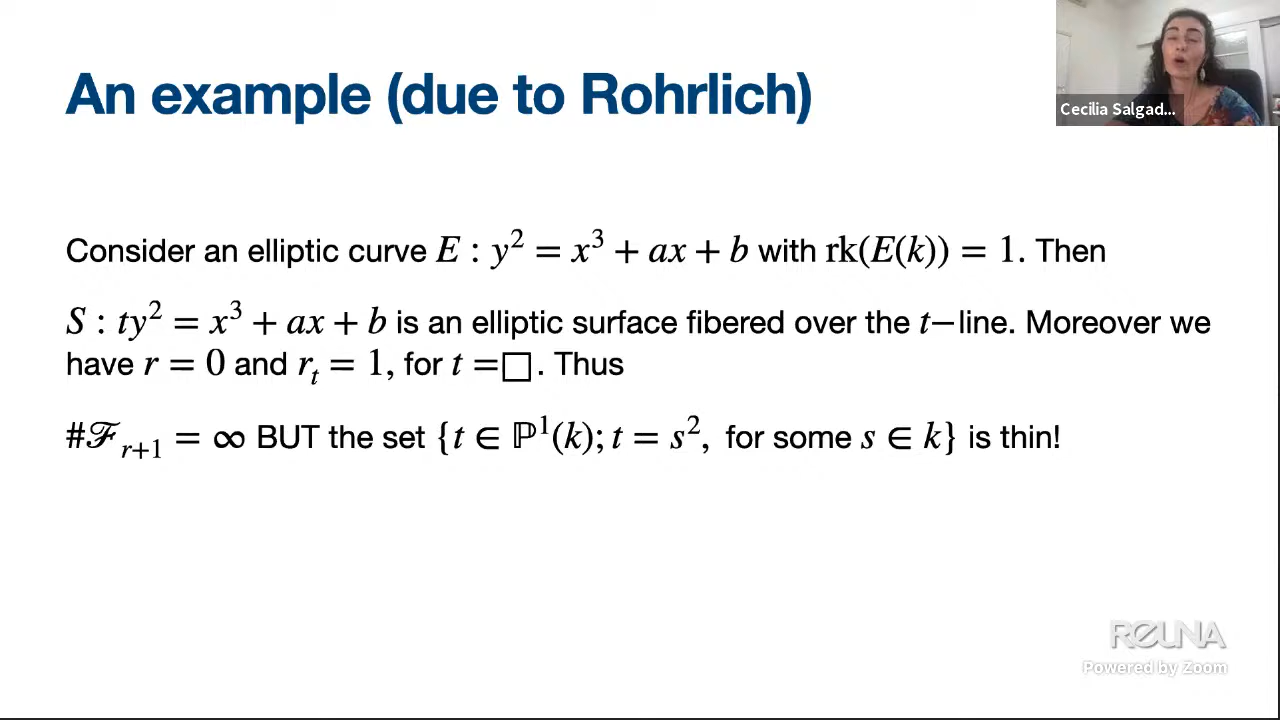 An example (due to Rohrlich)
Cecilia Salgad...
Consider an elliptic curve E : y² = x³ + ax + b with rk(E(k)) = 1. Then
S : ty² = x³ + ax + b is an elliptic surface fibered over the t−line. Moreover we
have r = 0 and rₜ = 1, for t =□. Thus
#ℱᵣ₊₁ = ∞ BUT the set {t ∈ ℙ¹(k); t = s², for some s ∈ k} is thin!
REUNA
Powered by Zoom